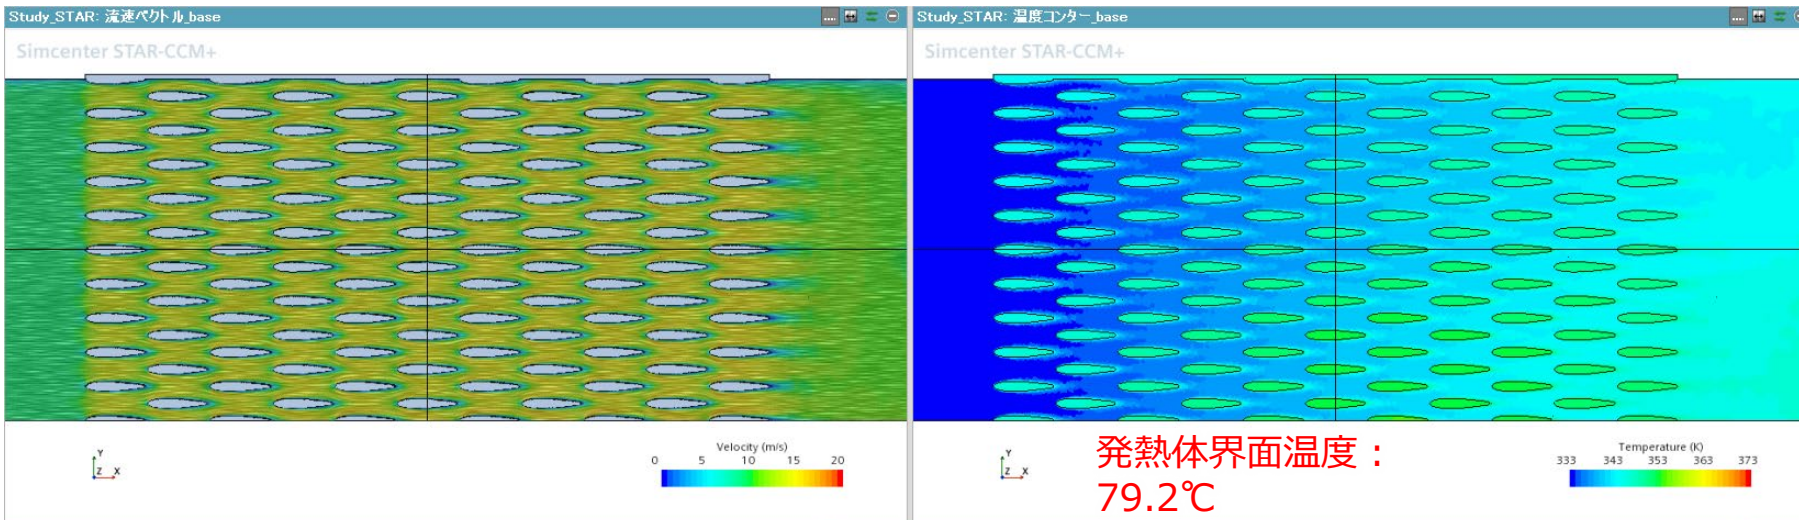 Study_STAR: 流速ベクトル_base
Simcenter STAR-CCM+
Y
Z X
Velocity (m/s)
0 5 10 15 20
Study_STAR: 温度コンター_base
Simcenter STAR-CCM+
Y
Z X
発熱体界面温度：
79.2℃
Temperature (K)
333 343 353 363 373